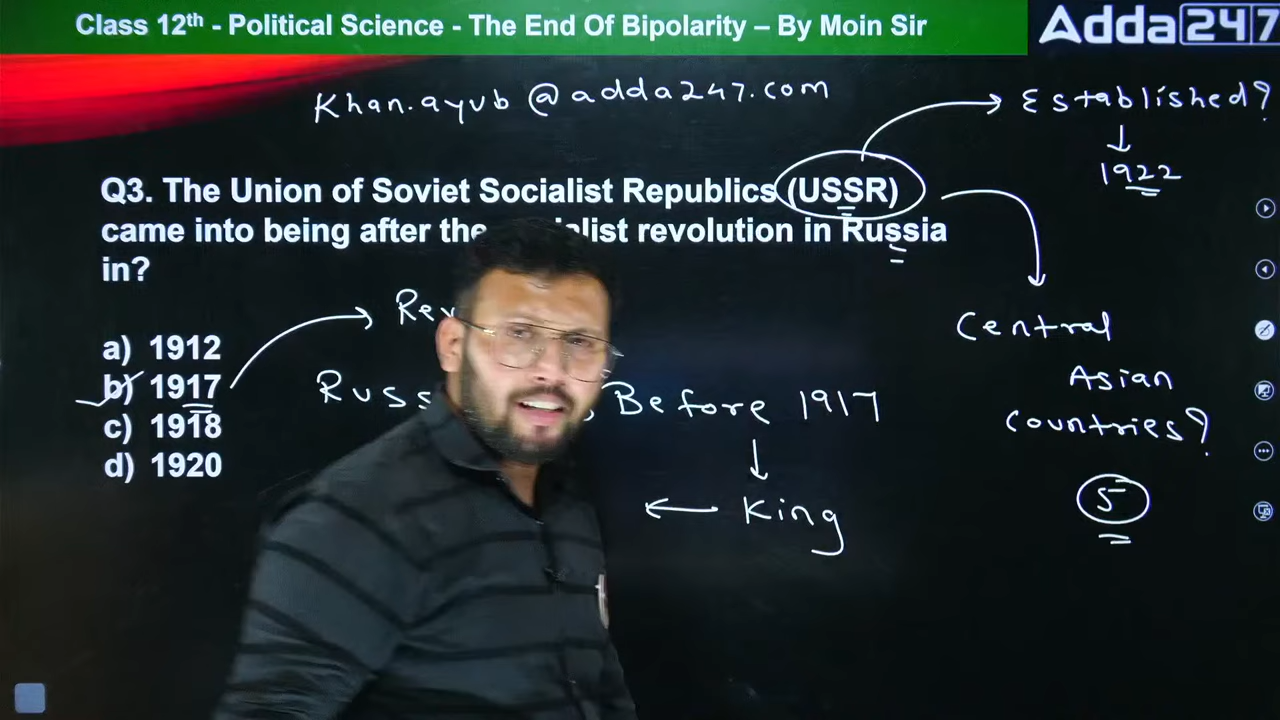 Class 12th - Political Science - The End Of Bipolarity – By Moin Sir
Adda247
Khan.ayub @adda247.com
Established?
1922
Q3. The Union of Soviet Socialist Republics (USSR)
came into being after the revolution in Russia
in?
Central
Asian
Countries?
5
a) 1912
b) 1917
c) 1918
d) 1920
Before 1917
King